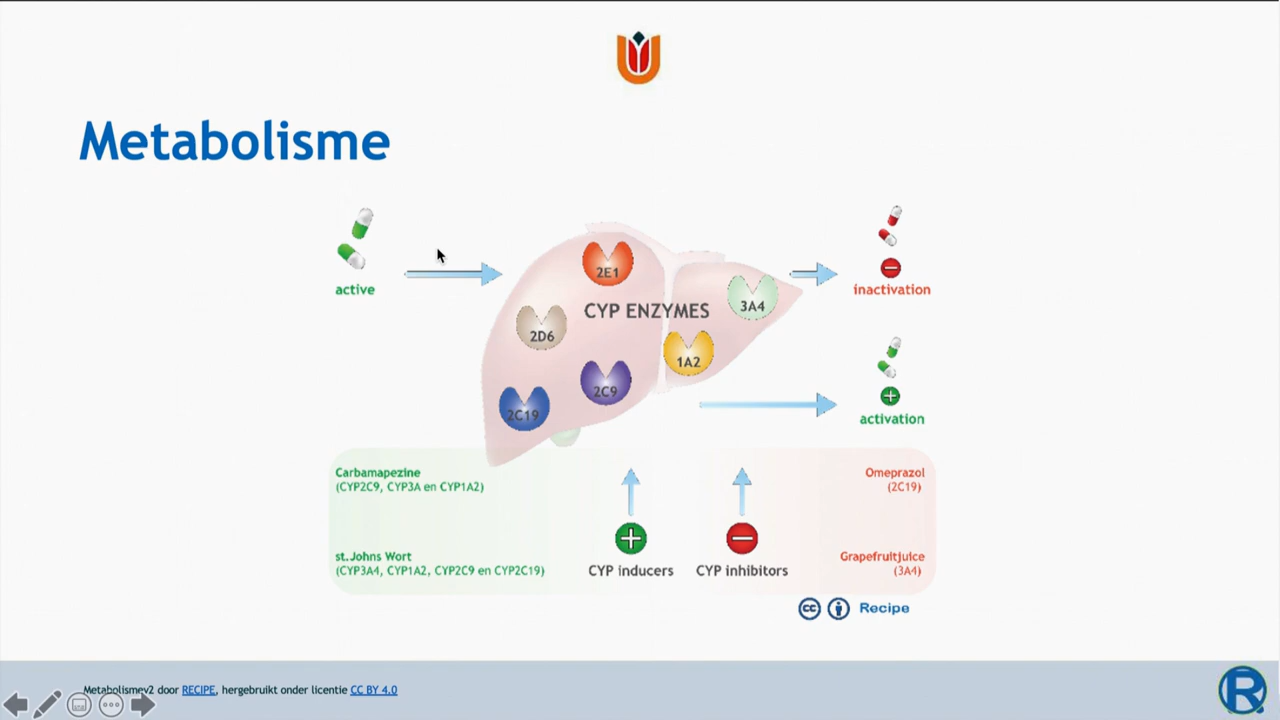 Metabolisme
active
2E1
CYP ENZYMES
3A4
2D6
1A2
2C9
2C19
inactivation
activation
Carbamapezine
(CYP2C9, CYP3A en CYP1A2)
st.Johns Wort
(CYP3A4, CYP1A2, CYP2C9 en CYP2C19)
CYP inducers
CYP inhibitors
Omeprazol
(2C19)
Grapefruitjuice
(3A4)
cc Recipe
Metabolismev2 door RECIPE, hergebruikt onder licentie CC BY 4.0
R